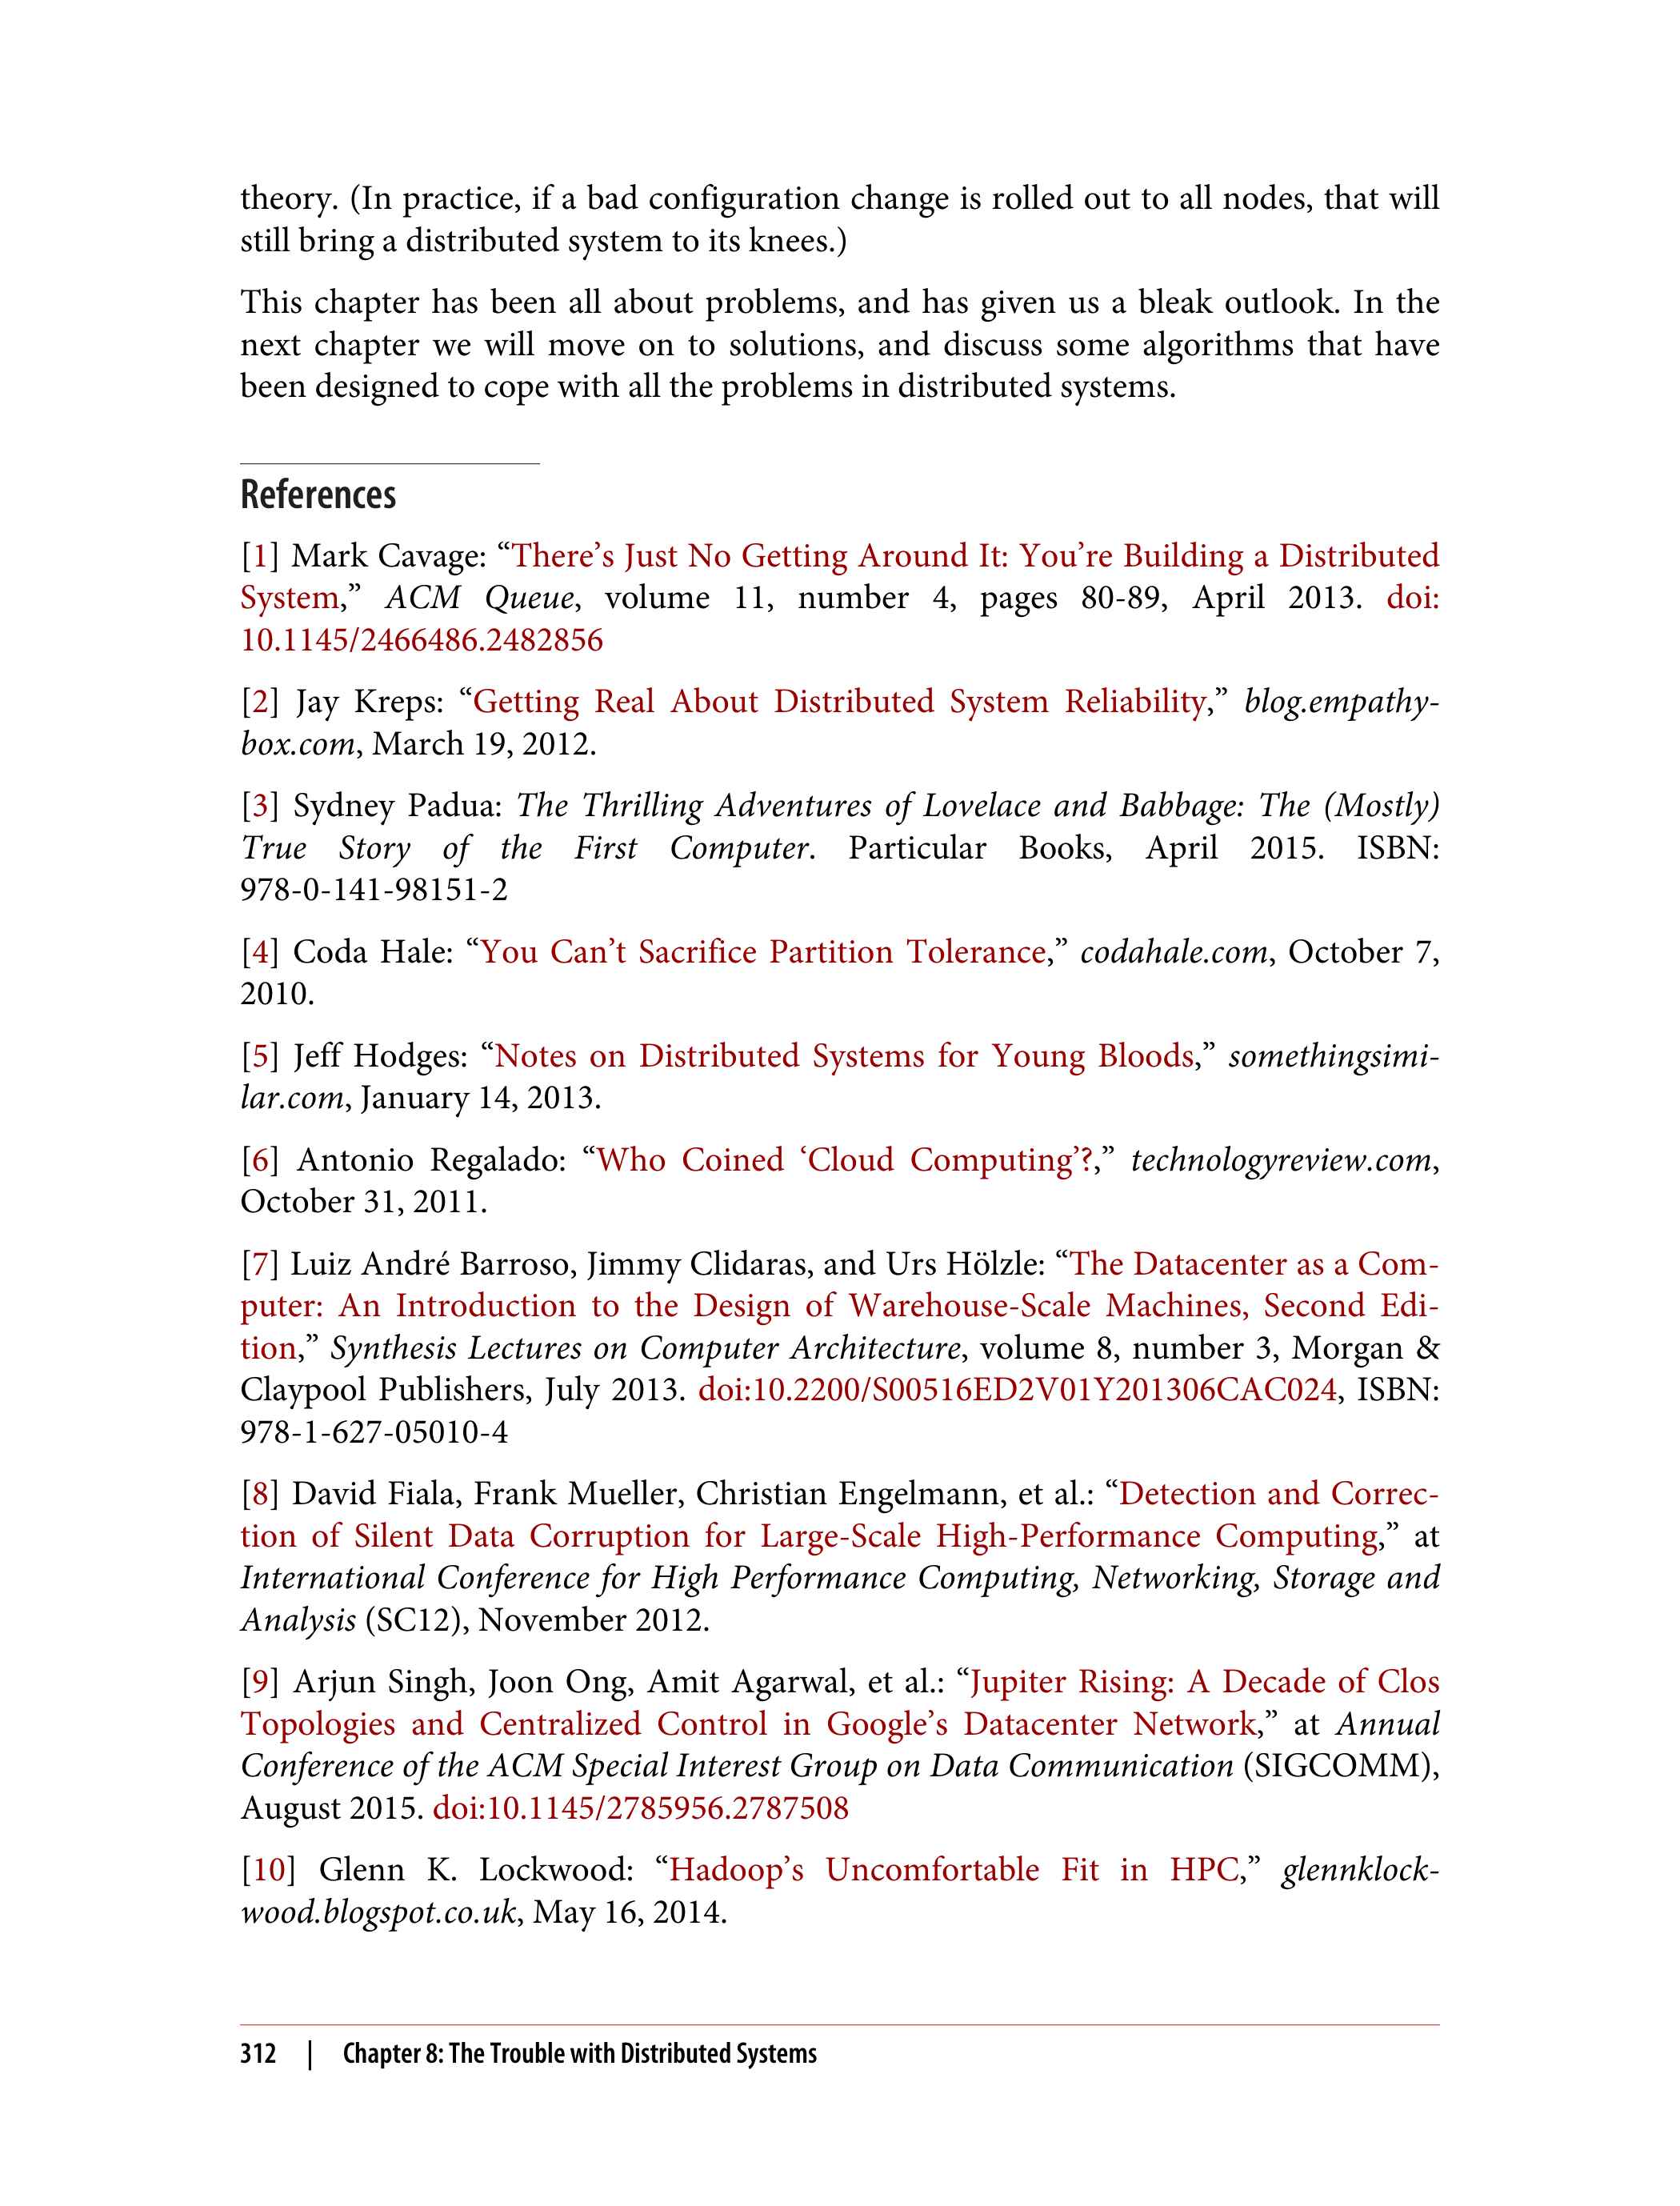 theory. (In practice, if a bad configuration change is rolled out to all nodes, that will
still bring a distributed system to its knees.)
This chapter has been all about problems, and has given us a bleak outlook. In the
next chapter we will move on to solutions, and discuss some algorithms that have
been designed to cope with all the problems in distributed systems.
References
[1] Mark Cavage: “There’s Just No Getting Around It: You’re Building a Distributed
System,” ACM Queue, volume 11, number 4, pages 80-89, April 2013. doi:
10.1145/2466486.2482856
[2] Jay Kreps: “Getting Real About Distributed System Reliability,” blog.empathy-
box.com, March 19, 2012.
[3] Sydney Padua: The Thrilling Adventures of Lovelace and Babbage: The (Mostly)
True Story of the First Computer. Particular Books, April 2015. ISBN:
978-0-141-98151-2
[4] Coda Hale: “You Can’t Sacrifice Partition Tolerance,” codahale.com, October 7,
2010.
[5] Jeff Hodges: “Notes on Distributed Systems for Young Bloods,” somethingsimi-
lar.com, January 14, 2013.
[6] Antonio Regalado: “Who Coined ‘Cloud Computing’?,” technologyreview.com,
October 31, 2011.
[7] Luiz André Barroso, Jimmy Clidaras, and Urs Hölzle: “The Datacenter as a Com-
puter: An Introduction to the Design of Warehouse-Scale Machines, Second Edi-
tion,” Synthesis Lectures on Computer Architecture, volume 8, number 3, Morgan &
Claypool Publishers, July 2013. doi:10.2200/S00516ED2V01Y201306CAC024, ISBN:
978-1-627-05010-4
[8] David Fiala, Frank Mueller, Christian Engelmann, et al.: “Detection and Correc-
tion of Silent Data Corruption for Large-Scale High-Performance Computing,” at
International Conference for High Performance Computing, Networking, Storage and
Analysis (SC12), November 2012.
[9] Arjun Singh, Joon Ong, Amit Agarwal, et al.: “Jupiter Rising: A Decade of Clos
Topologies and Centralized Control in Google’s Datacenter Network,” at Annual
Conference of the ACM Special Interest Group on Data Communication (SIGCOMM),
August 2015. doi:10.1145/2785956.2787508
[10] Glenn K. Lockwood: “Hadoop’s Uncomfortable Fit in HPC,” glennklock-
wood.blogspot.co.uk, May 16, 2014.
312 | Chapter 8: The Trouble with Distributed Systems